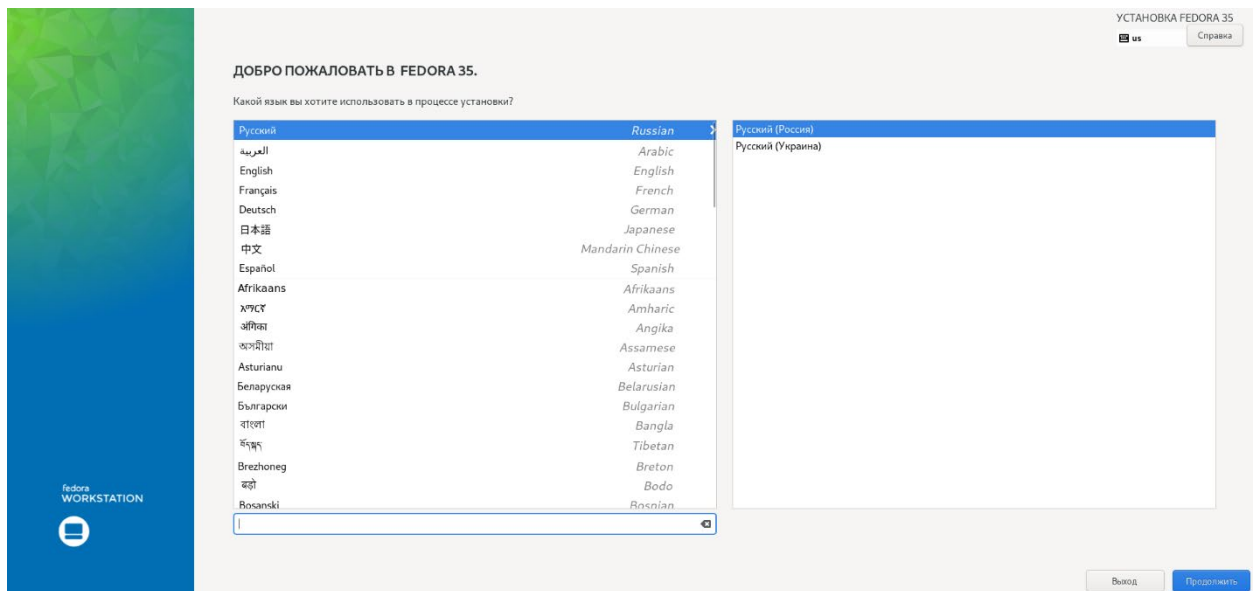 УСТАНОВКА FEDORA 35
us
Справка
ДОБРО ПОЖАЛОВАТЬ В FEDORA 35.
Какой язык вы хотите использовать в процессе установки?
Русский Russian
Русский (Россия)
العربية Arabic
Русский (Украина)
English English
Français French
Deutsch German
日本語 Japanese
中文 Mandarin Chinese
Español Spanish
Afrikaans Afrikaans
አማርኛ Amharic
अंगिका Angika
অসমীয়া Assamese
Asturianu Asturian
Беларуская Belarusian
Български Bulgarian
বাংলা Bangla
བོད་སྐད་ Tibetan
Brezhoneg Breton
बड़ो Bodo
Bosanski Bosnian
fedora
WORKSTATION
Выход
Продолжить